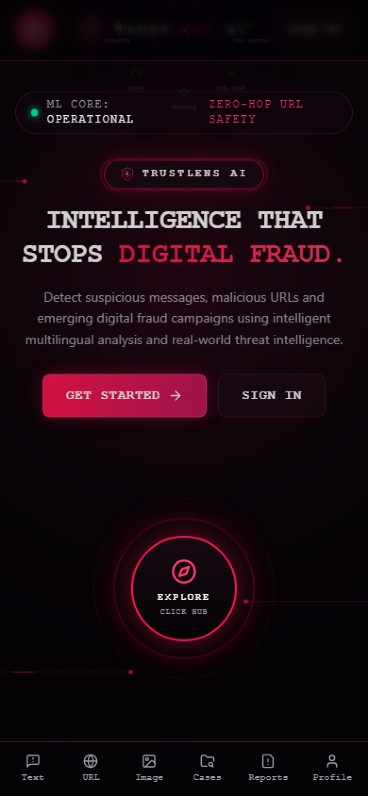 ML CORE:
OPERATIONAL
ZERO-HOP URL
SAFETY
TRUSTLENS AI
INTELLIGENCE THAT
STOPS DIGITAL FRAUD.
Detect suspicious messages, malicious URLs and
emerging digital fraud campaigns using intelligent
multilingual analysis and real-world threat intelligence.
GET STARTED →
SIGN IN
EXPLORE
CLICK HUB
Text
URL
Image
Cases
Reports
Profile